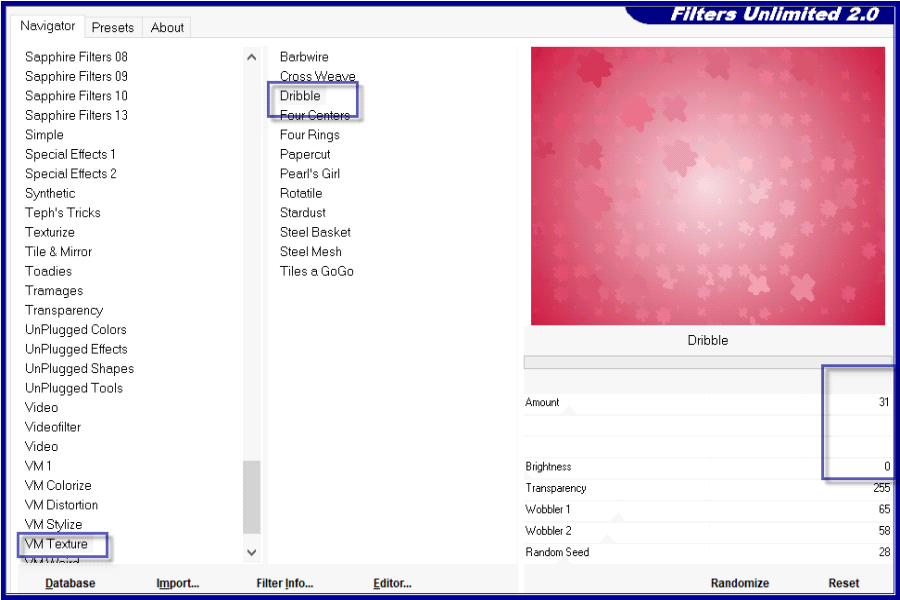 Filters Unlimited 2.0
Navigator Presets About
Sapphire Filters 08
Sapphire Filters 09
Sapphire Filters 10
Sapphire Filters 13
Simple
Special Effects 1
Special Effects 2
Synthetic
Teph's Tricks
Texturize
Tile & Mirror
Toadies
Tramages
Transparency
UnPlugged Colors
UnPlugged Effects
UnPlugged Shapes
UnPlugged Tools
Video
Videofilter
Video
VM 1
VM Colorize
VM Distortion
VM Stylize
VM Texture
VM Weird
Barbwire
Cross Weave
Dribble
Four Centers
Four Rings
Papercut
Pearl's Girl
Rotatile
Stardust
Steel Basket
Steel Mesh
Tiles a GoGo
Dribble
Amount 31
Brightness 0
Transparency 255
Wobbler 1 65
Wobbler 2 58
Random Seed 28
Database Import... Filter Info... Editor... Randomize Reset